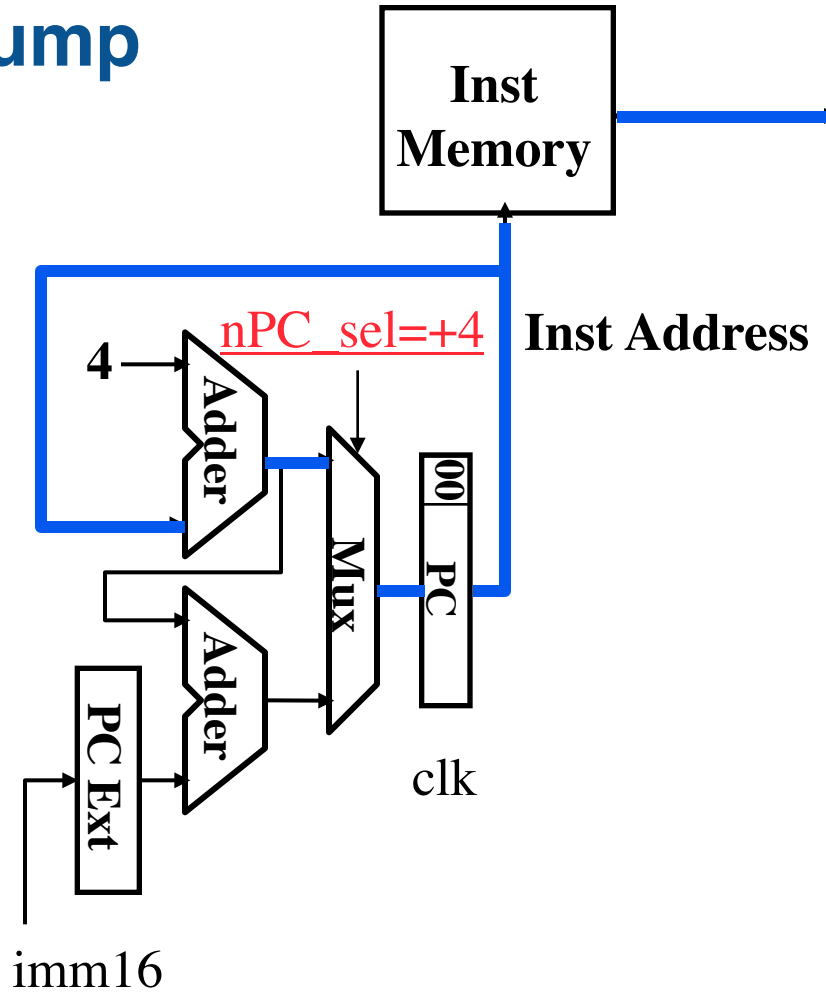 ump
Inst
Memory
nPC_sel=+4
Inst Address
4
Adder
00
Mux
PC
Adder
PC Ext
clk
imm16